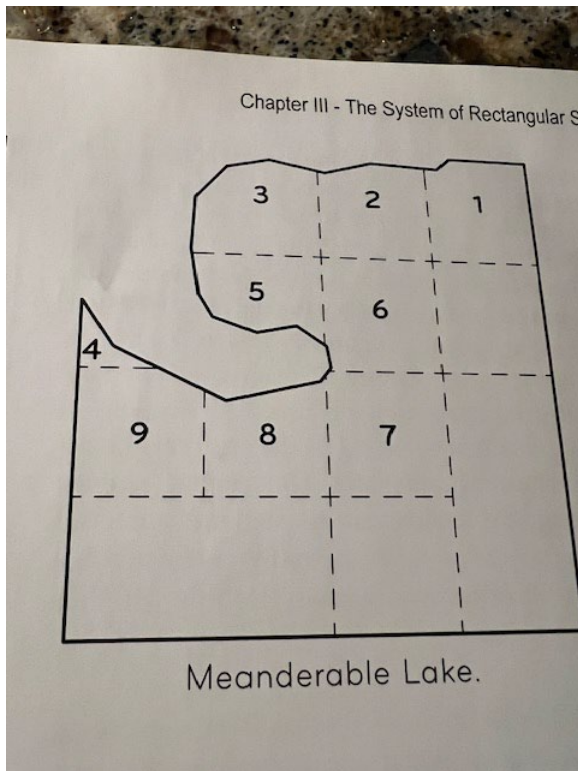 Chapter III - The System of Rectangular
3 2 1
5 6
4
9 8 7
Meanderable Lake.